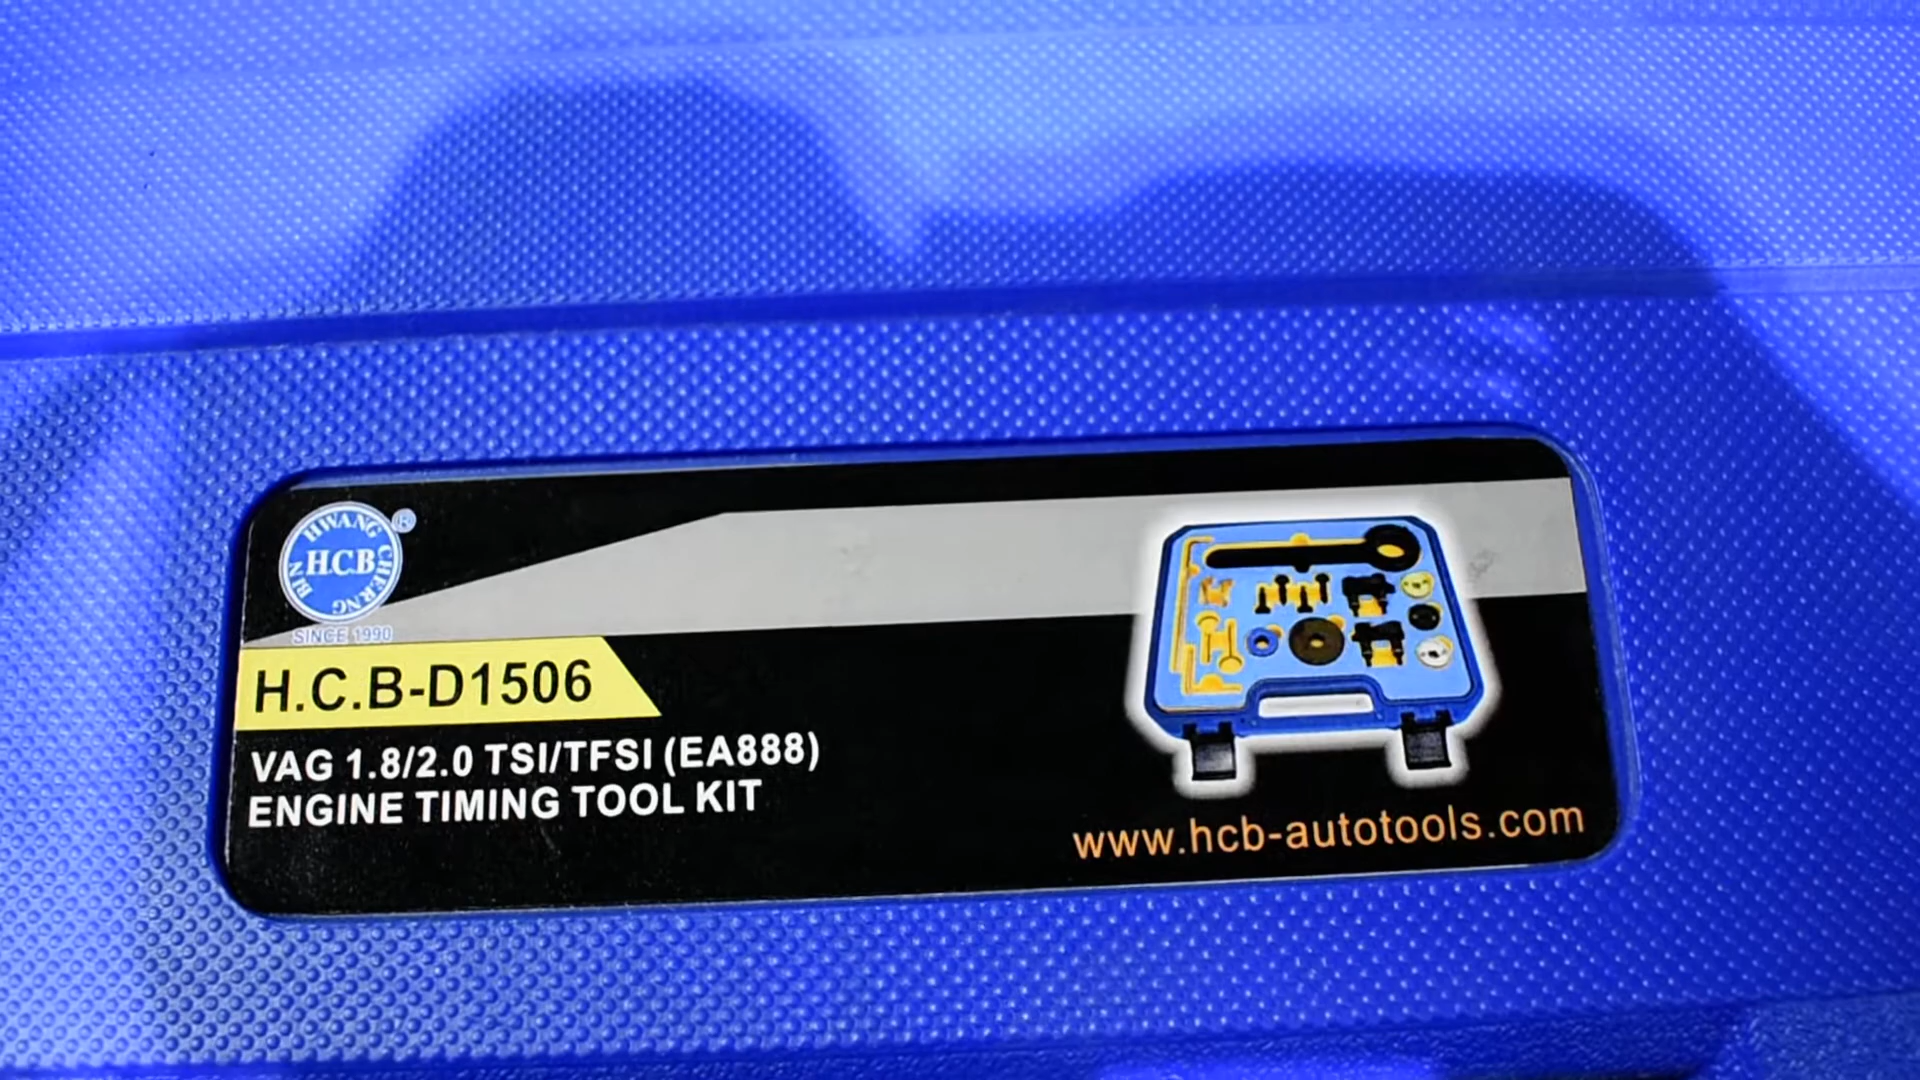 HWANG CHERNG BIN
H.C.B
®
SINCE 1990
H.C.B-D1506
VAG 1.8/2.0 TSI/TFSI (EA888)
ENGINE TIMING TOOL KIT
www.hcb-autotools.com